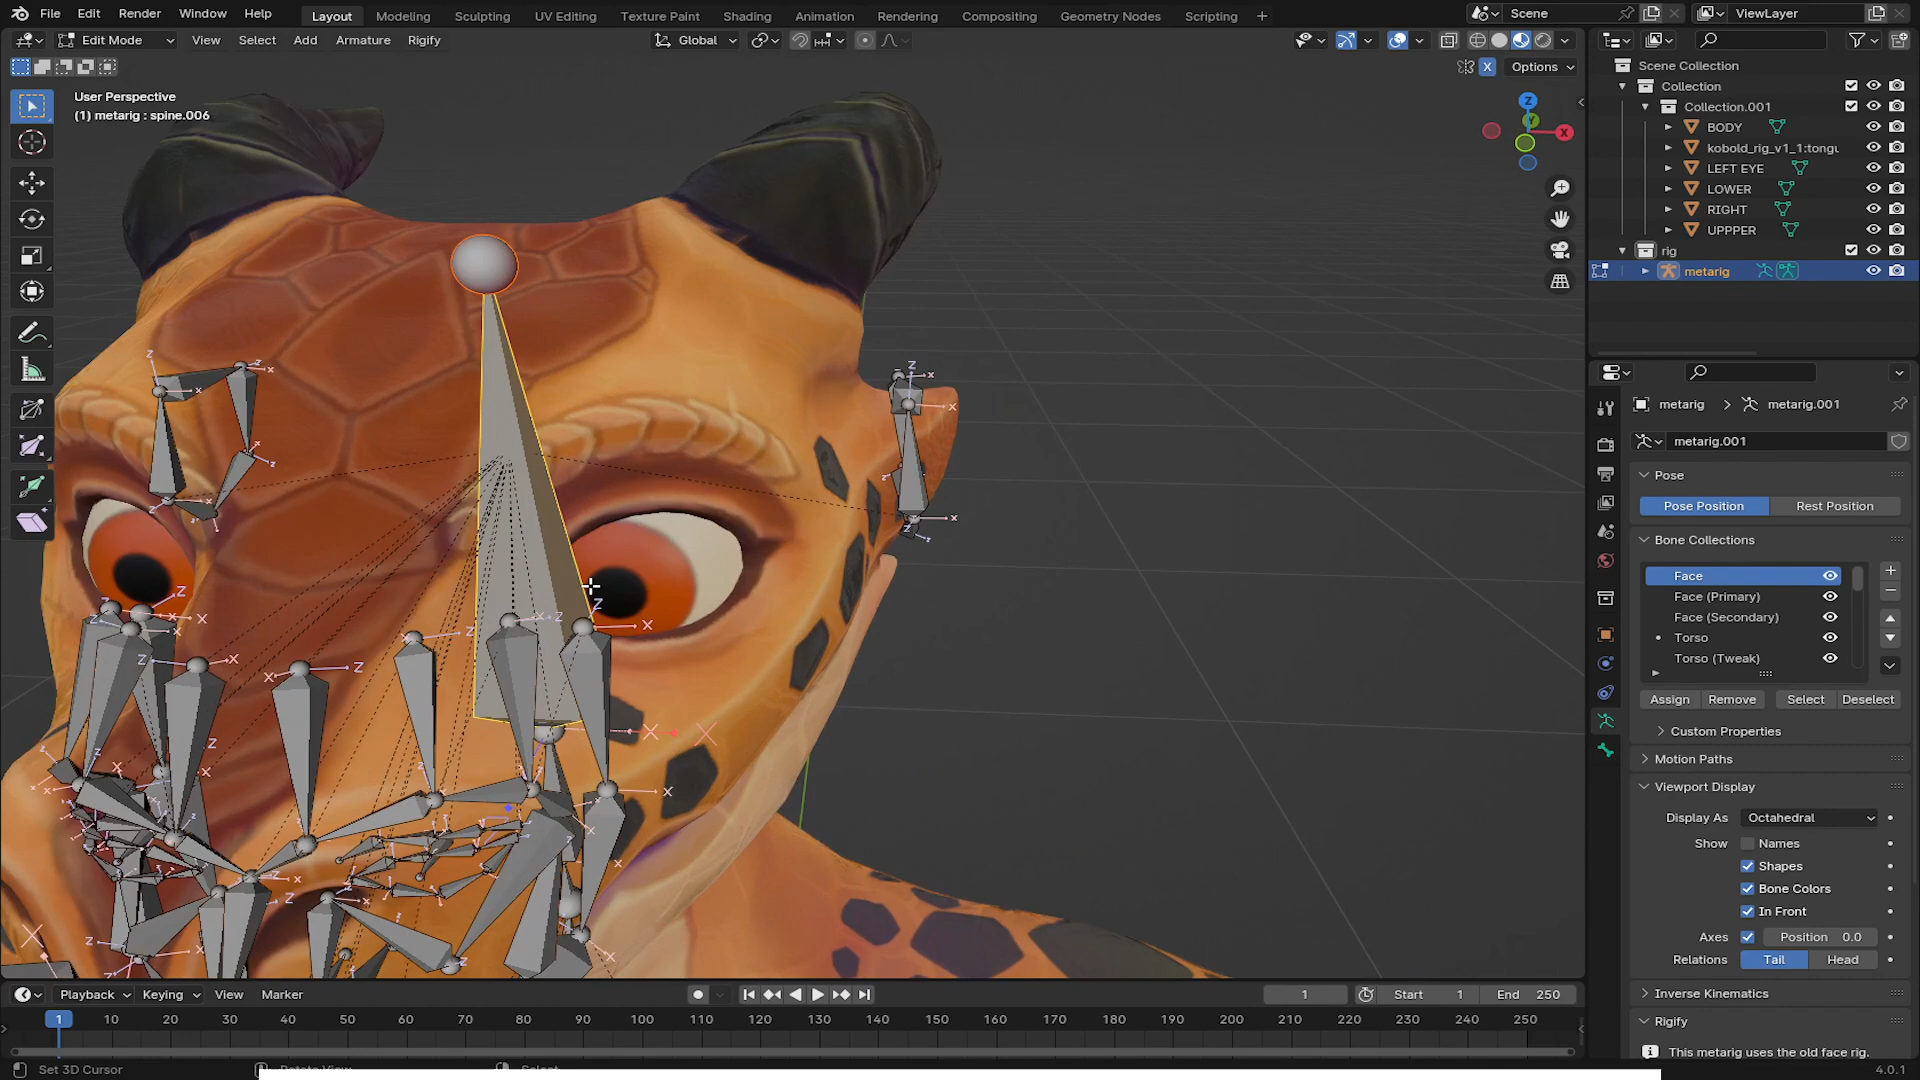 File Edit Render Window Help
Layout Modeling Sculpting UV Editing Texture Paint Shading Animation Rendering Compositing Geometry Nodes Scripting
Scene
ViewLayer
Edit Mode View Select Add Armature Rigify
Global
X Options
User Perspective
(1) metarig : spine.006
Z
X
Scene Collection
Collection
Collection.001
BODY
kobold_rig_v1_1:tongu
LEFT EYE
LOWER
RIGHT
UPPPER
rig
metarig
metarig metarig.001
metarig.001
Pose
Pose Position Rest Position
Bone Collections
Face
Face (Primary)
Face (Secondary)
Torso
Torso (Tweak)
Assign Remove Select Deselect
Custom Properties
Motion Paths
Viewport Display
Display As Octahedral
Show Names
Shapes
Bone Colors
In Front
Axes Position 0.0
Relations Tail Head
Inverse Kinematics
Rigify
This metarig uses the old face rig.
Playback Keying View Marker
1 Start 1 End 250
1 10 20 30 40 50 60 70 80 90 100 110 120 130 140 150 160 170 180 190 200 210 220 230 240 250
Set 3D Cursor
4.0.1